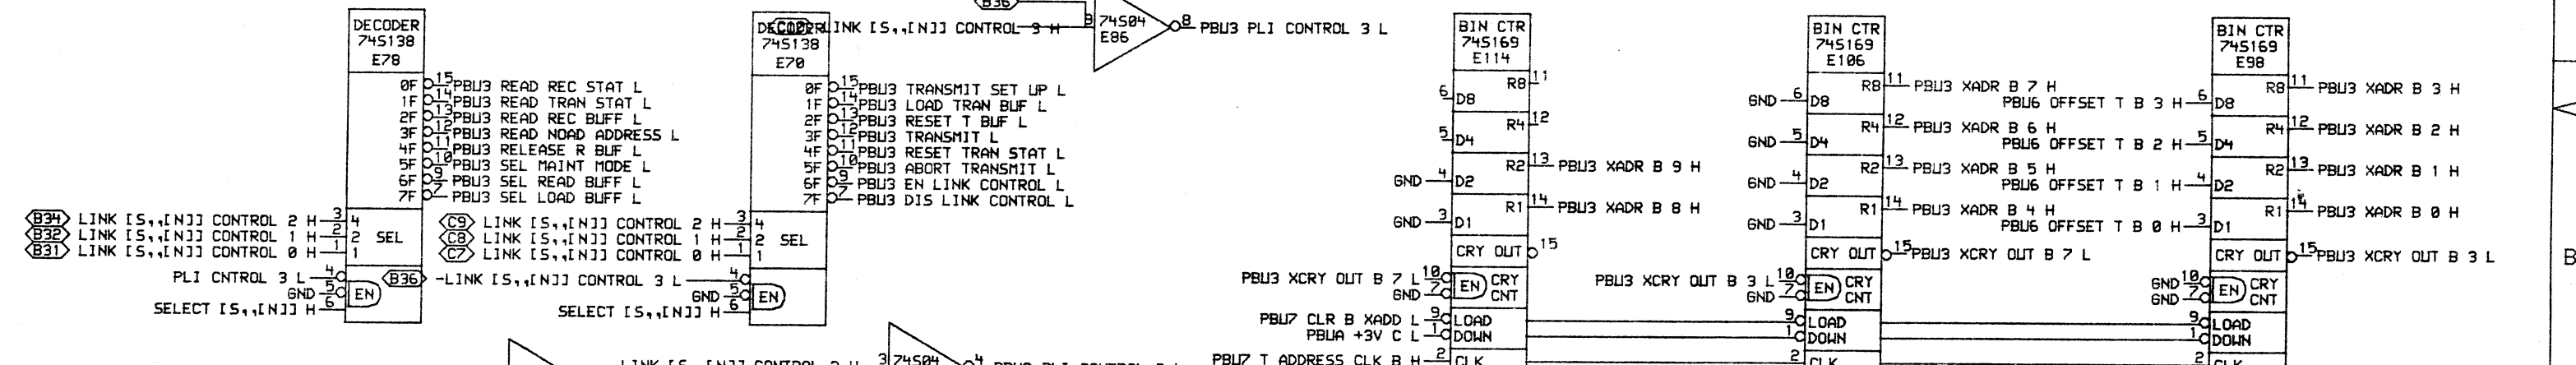 DECODER
74S138
E78
0F 15 PBU3 READ REC STAT L
1F 14 PBU3 READ TRAN STAT L
2F 13 PBU3 READ REC BUFF L
3F 12 PBU3 READ NOAD ADDRESS L
4F 11 PBU3 RELEASE R BUF L
5F 10 PBU3 SEL MAINT MODE L
6F 9 PBU3 SEL READ BUFF L
7F 7 PBU3 SEL LOAD BUFF L
B34 LINK [S,,[N]] CONTROL 2 H 3 4
B32 LINK [S,,[N]] CONTROL 1 H 2 2 SEL
B31 LINK [S,,[N]] CONTROL 0 H 1 1
PLI CNTROL 3 L 4
GND 5 EN
SELECT [S,,[N]] H 6
DECODER
74S138
E70
0F 15 PBU3 TRANSMIT SET UP L
1F 14 PBU3 LOAD TRAN BUF L
2F 13 PBU3 RESET T BUF L
3F 12 PBU3 TRANSMIT L
4F 11 PBU3 RESET TRAN STAT L
5F 10 PBU3 ABORT TRANSMIT L
6F 9 PBU3 EN LINK CONTROL L
7F 7 PBU3 DIS LINK CONTROL L
C9 LINK [S,,[N]] CONTROL 2 H 3 4
C8 LINK [S,,[N]] CONTROL 1 H 2 2 SEL
C7 LINK [S,,[N]] CONTROL 0 H 1 1
B36 -LINK [S,,[N]] CONTROL 3 L 4
GND 5 EN
SELECT [S,,[N]] H 6
B36
LINK [S,,[N]] CONTROL 3 H 9 74S04 8 PBU3 PLI CONTROL 3 L
E86
3 74S04 4
BIN CTR
74S169
E114
R8 11
6 D8
R4 12
5 D4
R2 13 PBU3 XADR B 9 H
GND 4 D2
R1 14 PBU3 XADR B 8 H
GND 3 D1
CRY OUT 15
PBU3 XCRY OUT B 7 L 10 EN CRY
GND 7 CNT
PBU7 CLR B XADD L 9 LOAD
PBUA +3V C L 1 DOWN
PBU7 T ADDRESS CLK B H 2 CLK
BIN CTR
74S169
E106
R8 11 PBU3 XADR B 7 H
GND 6 D8
R4 12 PBU3 XADR B 6 H
GND 5 D4
R2 13 PBU3 XADR B 5 H
GND 4 D2
R1 14 PBU3 XADR B 4 H
GND 3 D1
CRY OUT 15 PBU3 XCRY OUT B 7 L
PBU3 XCRY OUT B 3 L 10 EN CRY
GND 7 CNT
9 LOAD
1 DOWN
2 CLK
BIN CTR
74S169
E98
R8 11 PBU3 XADR B 3 H
PBU6 OFFSET T B 3 H 6 D8
R4 12 PBU3 XADR B 2 H
PBU6 OFFSET T B 2 H 5 D4
R2 13 PBU3 XADR B 1 H
PBU6 OFFSET T B 1 H 4 D2
R1 14 PBU3 XADR B 0 H
PBU6 OFFSET T B 0 H 3 D1
CRY OUT 15 PBU3 XCRY OUT B 3 L
GND 10 EN CRY
GND 7 CNT
9 LOAD
1 DOWN
2 CLK
B